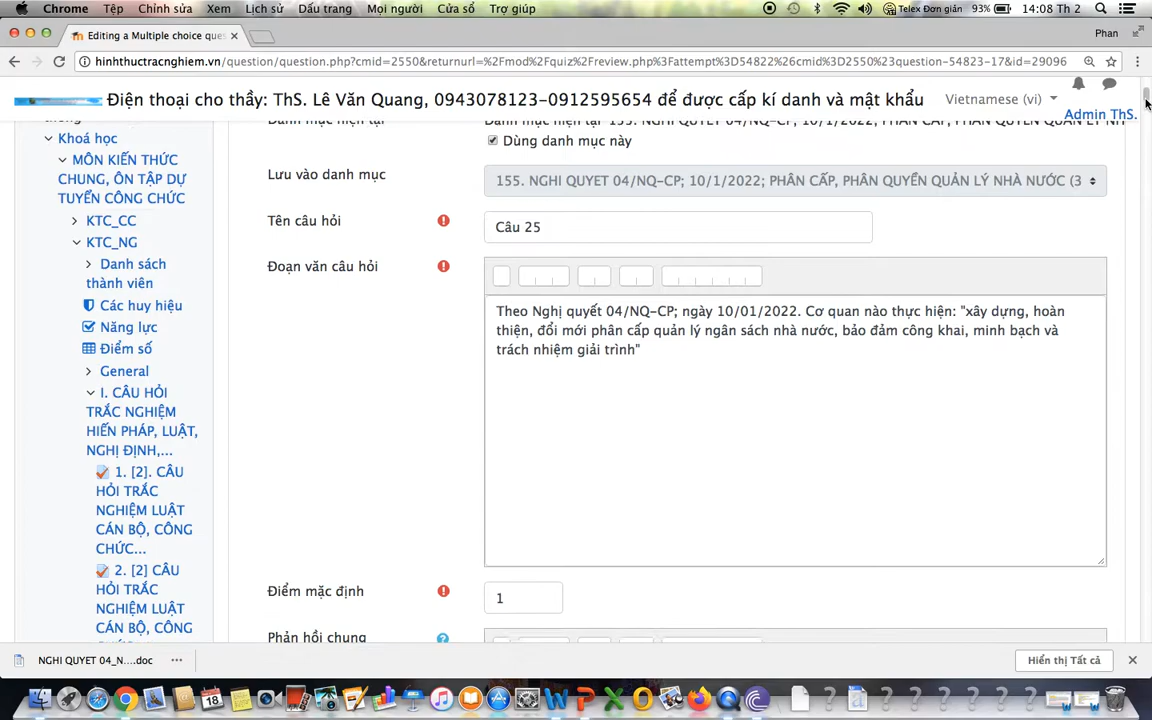 Chrome Tệp Chỉnh sửa Xem Lịch sử Dấu trang Mọi người Cửa sổ Trợ giúp Telex Đơn giản 93% 14:08 Th 2
Editing a Multiple choice ques Phan
hinhthuctracnghiem.vn/question/question.php?cmid=2550&returnurl=%2Fmod%2Fquiz%2Freview.php%3Fattempt%3D54822%26cmid%3D2550%23question-54823-17&id=29096
Điện thoại cho thầy: ThS. Lê Văn Quang, 0943078123-0912595654 để được cấp kí danh và mật khẩu
Vietnamese (vi)
Admin ThS.
Khoá học
MÔN KIẾN THỨC
CHUNG, ÔN TẬP DỰ
TUYỂN CÔNG CHỨC
KTC_CC
KTC_NG
Danh sách
thành viên
Các huy hiệu
Năng lực
Điểm số
General
I. CÂU HỎI
TRẮC NGHIỆM
HIẾN PHÁP, LUẬT,
NGHỊ ĐỊNH,...
1. [2]. CÂU
HỎI TRẮC
NGHIỆM LUẬT
CÁN BỘ, CÔNG
CHỨC...
2. [2] CÂU
HỎI TRẮC
NGHIỆM LUẬT
CÁN BỘ, CÔNG
Dùng danh mục này
Lưu vào danh mục
155. NGHI QUYET 04/NQ-CP; 10/1/2022; PHÂN CẤP, PHÂN QUYỀN QUẢN LÝ NHÀ NƯỚC (3
Tên câu hỏi
Câu 25
Đoạn văn câu hỏi
Theo Nghị quyết 04/NQ-CP; ngày 10/01/2022. Cơ quan nào thực hiện: "xây dựng, hoàn
thiện, đổi mới phân cấp quản lý ngân sách nhà nước, bảo đảm công khai, minh bạch và
trách nhiệm giải trình"
Điểm mặc định
1
Phản hồi chung
NGHI QUYET 04_N....doc
Hiển thị Tất cả
18